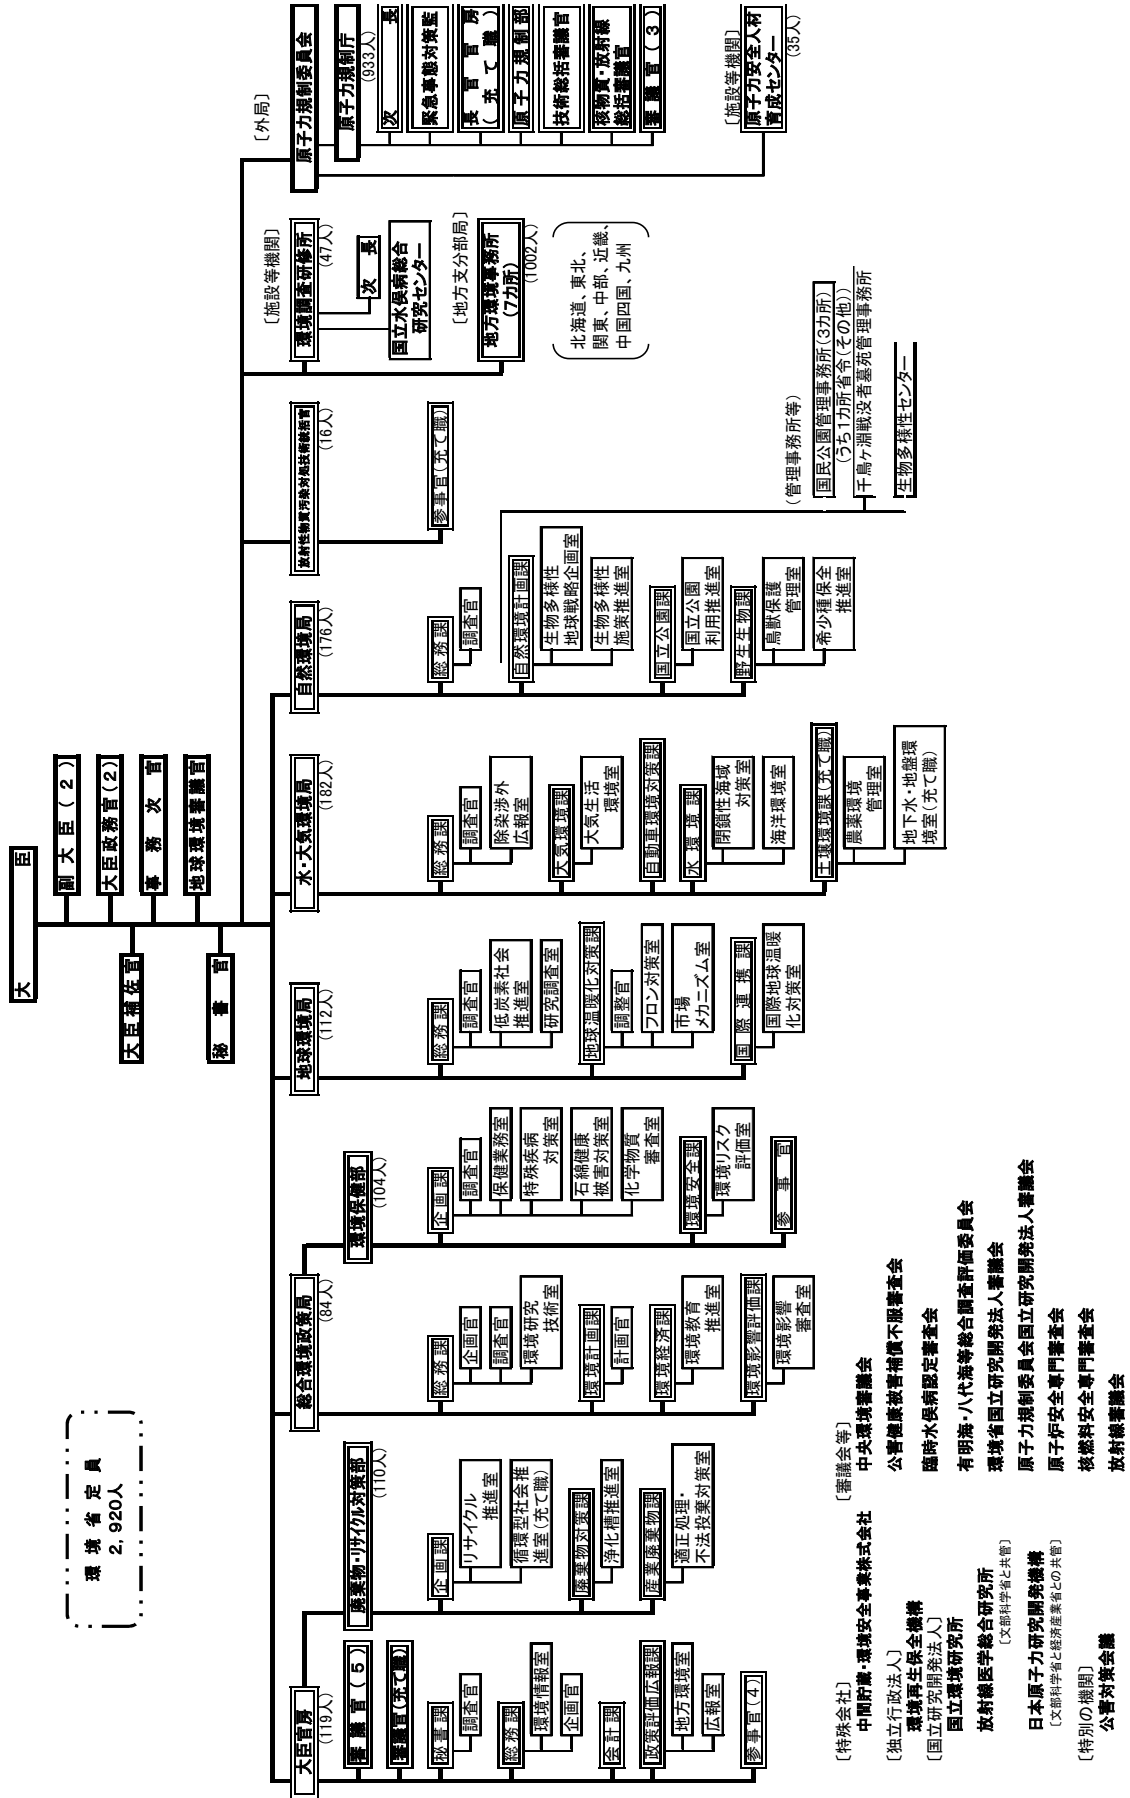 環境省定員
2,920人
大臣
副大臣(2)
大臣政務官(2)
事務次官
地球環境審議官
大臣補佐官
秘書官
大臣官房
(119人)
審議官(5)
審議官(充て職)
秘書課
調査官
総務課
環境情報室
企画官
会計課
政策評価広報課
地方環境室
広報室
参事官(4)
廃棄物・リサイクル対策部
(110人)
企画課
リサイクル
推進室
循環型社会推
進室(充て職)
廃棄物対策課
浄化槽推進室
産業廃棄物課
適正処理・
不法投棄対策室
総合環境政策局
(84人)
総務課
企画官
調査官
環境研究
技術室
環境計画課
計画官
環境経済課
環境教育
推進室
環境影響評価課
環境影響
審査室
環境保健部
(104人)
企画課
調査官
保健業務室
特殊疾病
対策室
石綿健康
被害対策室
化学物質
審査室
環境安全課
環境リスク
評価室
参事官
地球環境局
(112人)
総務課
調査官
低炭素社会
推進室
研究調査室
地球温暖化対策課
調整官
フロン対策室
市場
メカニズム室
国際連携課
国際地球温暖
化対策室
水・大気環境局
(182人)
総務課
調査官
除染渉外
広報室
大気環境課
大気生活
環境室
自動車環境対策課
水環境課
閉鎖性海域
対策室
海洋環境室
土壌環境課(充て職)
農薬環境
管理室
地下水・地盤環
境室(充て職)
自然環境局
(176人)
総務課
調査官
自然環境計画課
生物多様性
地球戦略企画室
生物多様性
施策推進室
国立公園課
国立公園
利用推進室
野生生物課
鳥獣保護
管理室
希少種保全
推進室
(管理事務所等)
国民公園管理事務所(3カ所)
(うち1カ所省令(その他))
千鳥ヶ淵戦没者墓苑管理事務所
生物多様性センター
放射性物質汚染対処技術統括官
(16人)
参事官(充て職)
〔施設等機関〕
環境調査研修所
(47人)
次長
国立水俣病総合
研究センター
〔地方支分部局〕
地方環境事務所
(7カ所)
(1002人)
北海道、東北、
関東、中部、近畿、
中国四国、九州
〔外局〕
原子力規制委員会
原子力規制庁
(933人)
次長
緊急事態対策監
長官官房
(充て職)
原子力規制部
技術総括審議官
核物質・放射線
総括審議官
審議官(3)
〔施設等機関〕
原子力安全人材
育成センター
(35人)
〔特殊会社〕
中間貯蔵・環境安全事業株式会社
〔独立行政法人〕
環境再生保全機構
〔国立研究開発法人〕
国立環境研究所
放射線医学総合研究所
〔文部科学省と共管〕
日本原子力研究開発機構
〔文部科学省と経済産業省との共管〕
〔特別の機関〕
公害対策会議
〔審議会等〕
中央環境審議会
公害健康被害補償不服審査会
臨時水俣病認定審査会
有明海・八代海等総合調査評価委員会
環境省国立研究開発法人審議会
原子力規制委員会国立研究開発法人審議会
原子炉安全専門審査会
核燃料安全専門審査会
放射線審議会